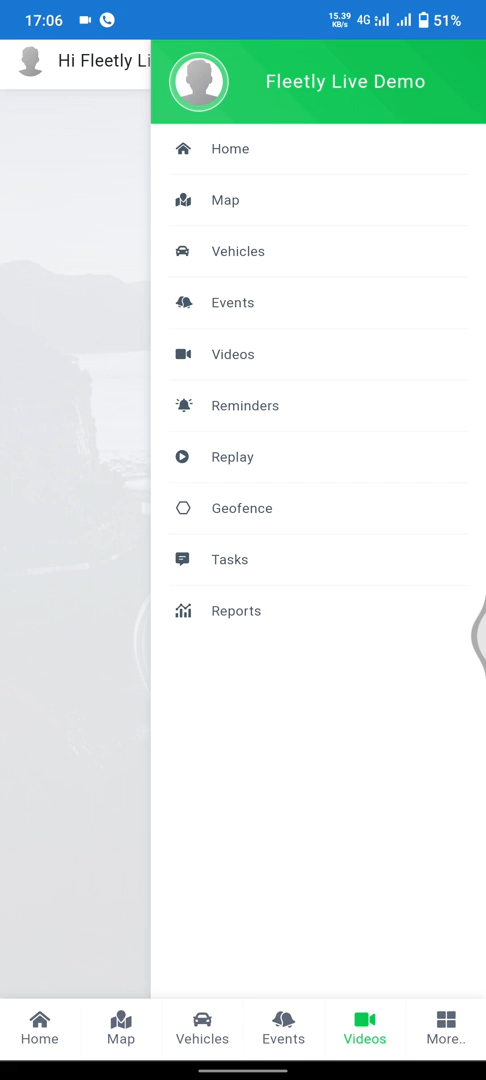 17:06
15.39
KB/s
4G
51%
Hi Fleetly Li
Fleetly Live Demo
Home
Map
Vehicles
Events
Videos
Reminders
Replay
Geofence
Tasks
Reports
Home Map Vehicles Events Videos More..